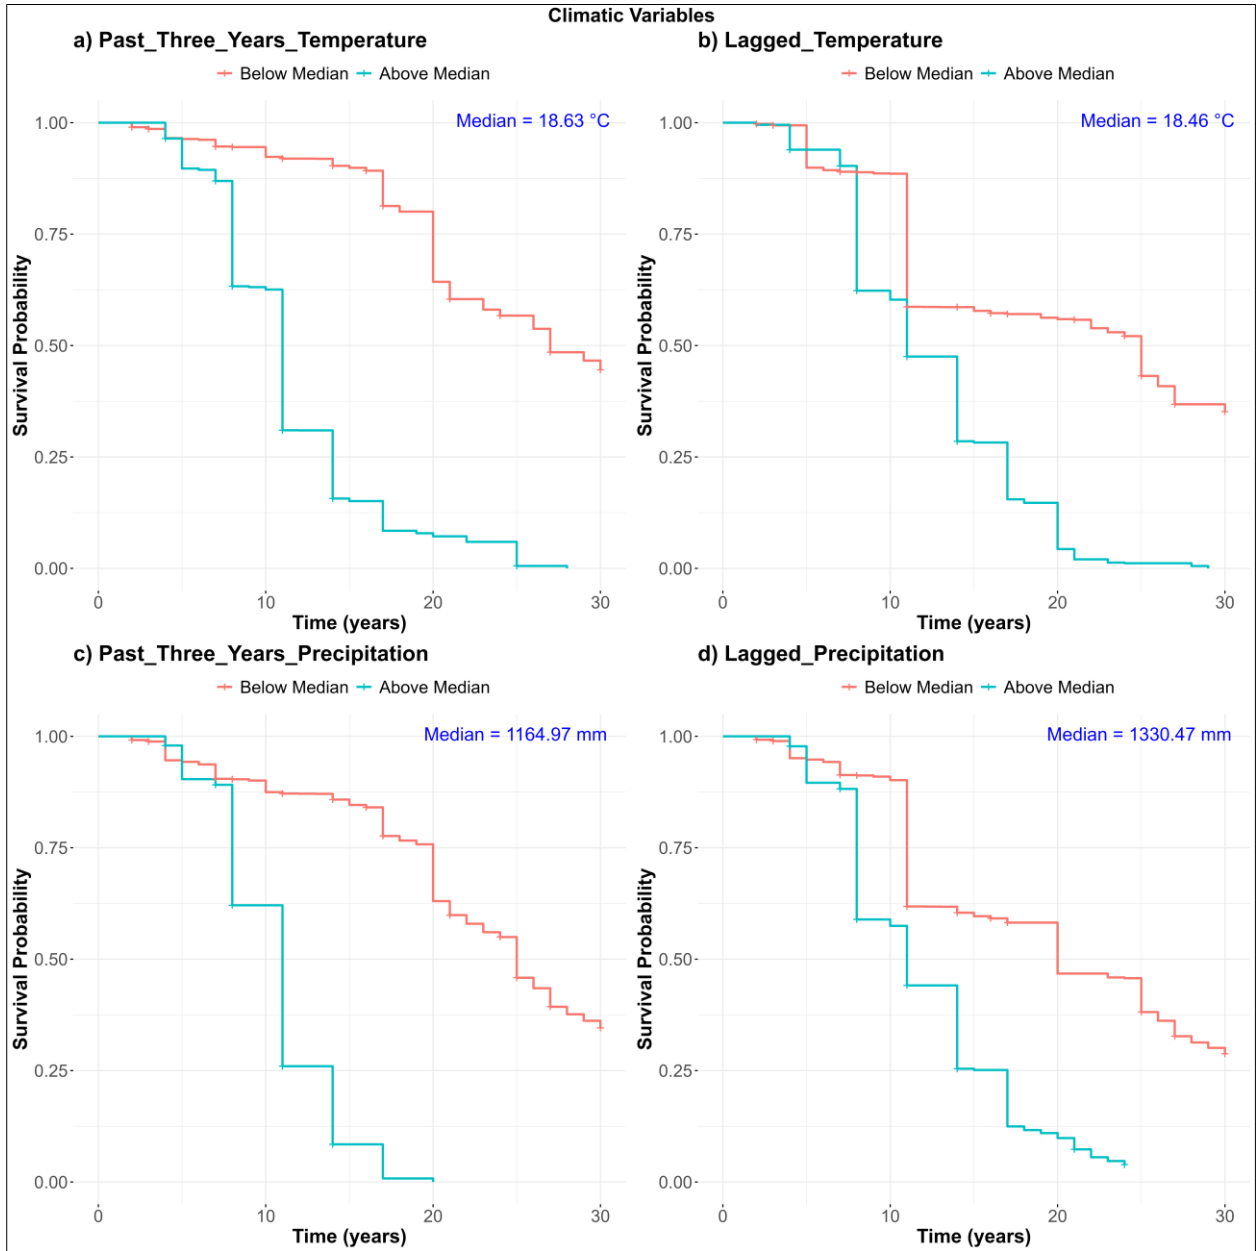 Climatic Variables
a) Past_Three_Years_Temperature
Below Median Above Median
Median = 18.63 °C
1.00
0.75
0.50
0.25
0.00
Survival Probability
0 10 20 30
Time (years)
b) Lagged_Temperature
Below Median Above Median
Median = 18.46 °C
1.00
0.75
0.50
0.25
0.00
Survival Probability
0 10 20 30
Time (years)
c) Past_Three_Years_Precipitation
Below Median Above Median
Median = 1164.97 mm
1.00
0.75
0.50
0.25
0.00
Survival Probability
0 10 20 30
Time (years)
d) Lagged_Precipitation
Below Median Above Median
Median = 1330.47 mm
1.00
0.75
0.50
0.25
0.00
Survival Probability
0 10 20 30
Time (years)